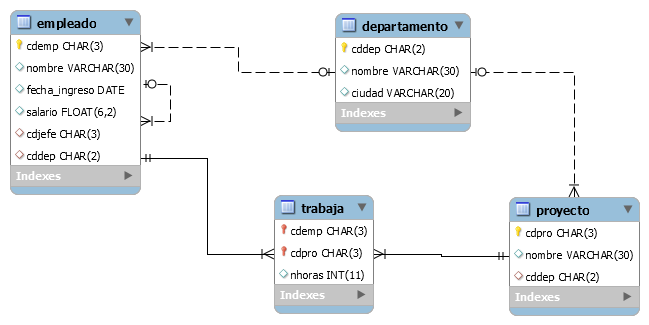 empleado
cdemp CHAR(3)
nombre VARCHAR(30)
fecha_ingreso DATE
salario FLOAT(6,2)
cdjefe CHAR(3)
cddep CHAR(2)
Indexes
departamento
cddep CHAR(2)
nombre VARCHAR(30)
ciudad VARCHAR(20)
Indexes
trabaja
cdemp CHAR(3)
cdpro CHAR(3)
nhoras INT(11)
Indexes
proyecto
cdpro CHAR(3)
nombre VARCHAR(30)
cddep CHAR(2)
Indexes